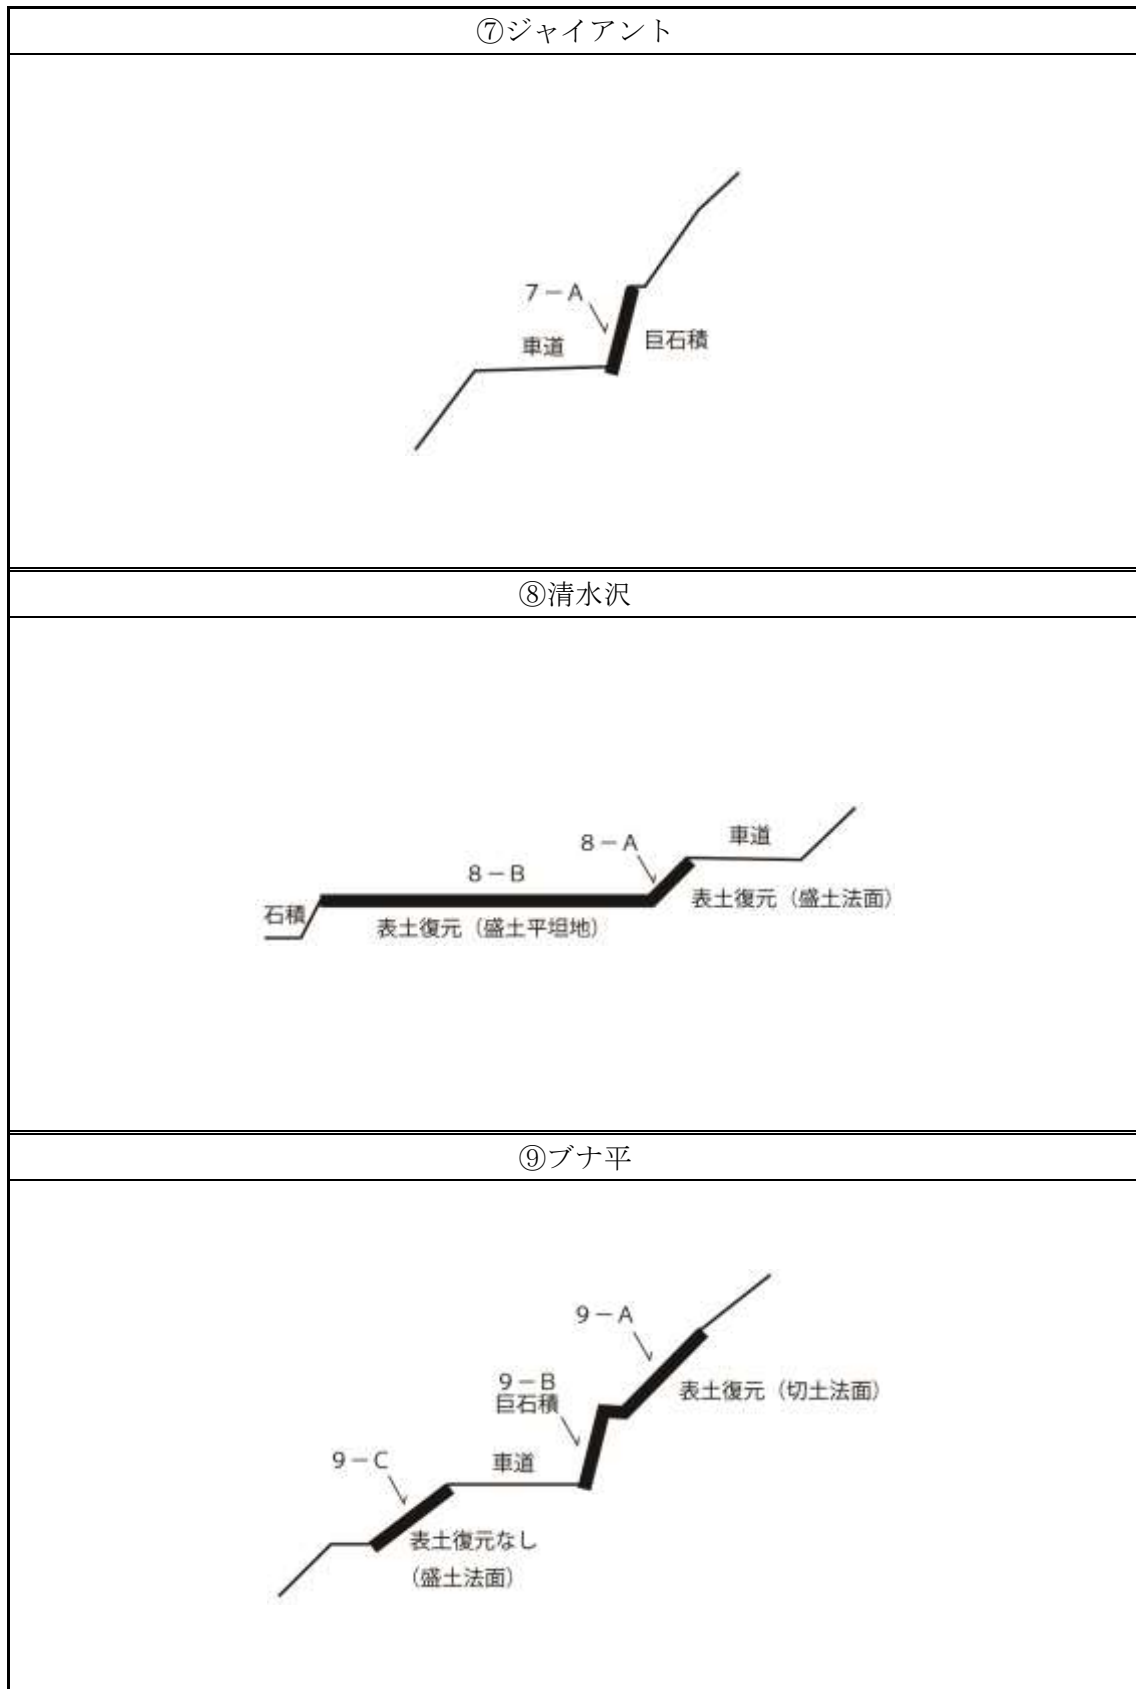 ⑦ジャイアント
7－A
車道
巨石積
⑧清水沢
8－A
車道
8－B
表土復元（盛土法面）
石積
表土復元（盛土平坦地）
⑨ブナ平
9－A
9－B
巨石積
表土復元（切土法面）
9－C
車道
表土復元なし
（盛土法面）